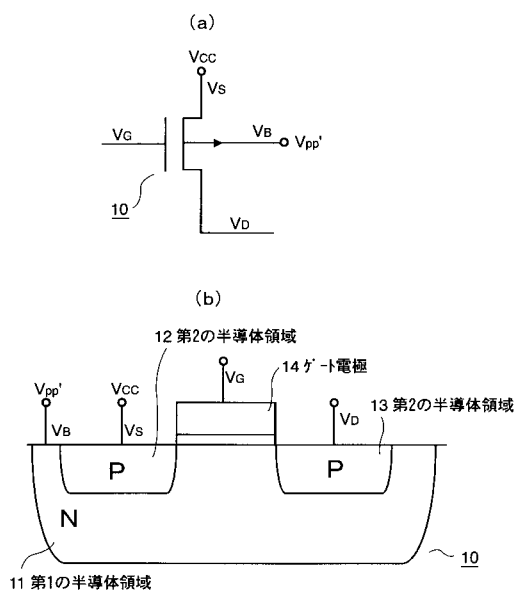 (a)
VCC
VS
VG
VB
Vpp'
10
VD
(b)
12 第2の半導体領域
VG
14 ゲート電極
Vpp'
VCC
VD
13 第2の半導体領域
VB
VS
P
P
N
10
11 第1の半導体領域